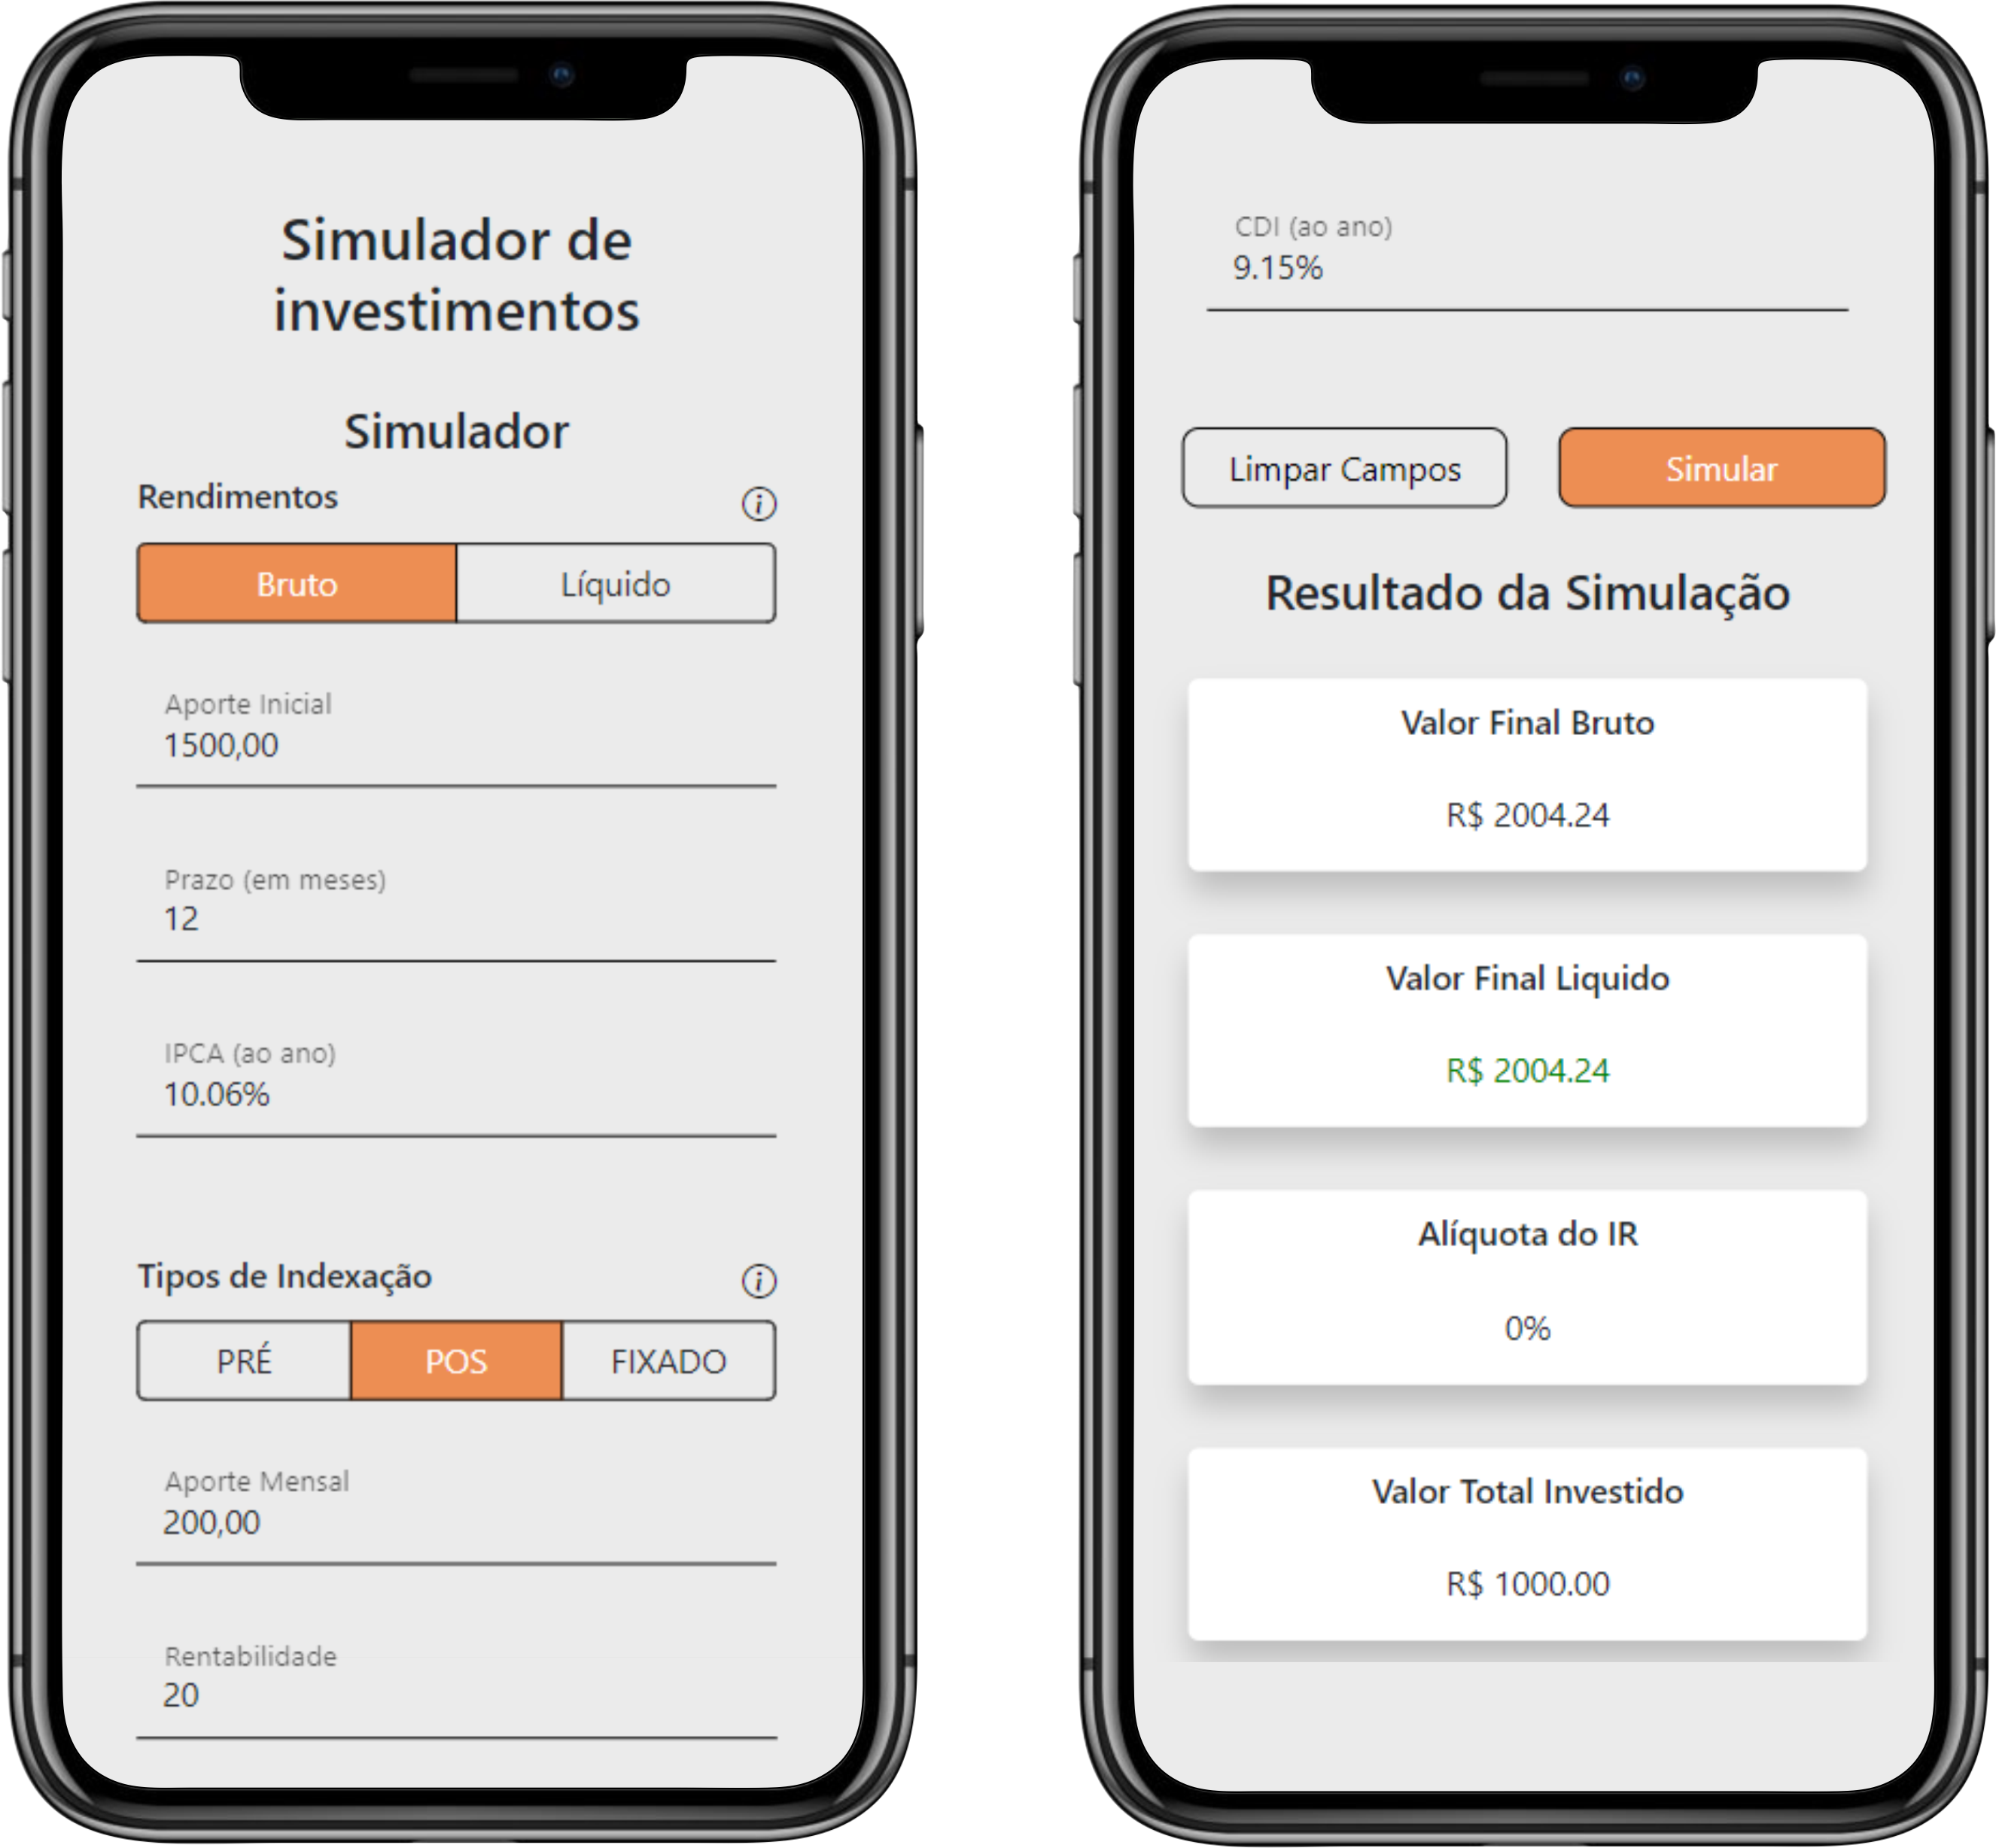 Simulador de
investimentos
Simulador
Rendimentos
Bruto Líquido
Aporte Inicial
1500,00
Prazo (em meses)
12
IPCA (ao ano)
10.06%
Tipos de Indexação
PRÉ POS FIXADO
Aporte Mensal
200,00
Rentabilidade
20
CDI (ao ano)
9.15%
Limpar Campos Simular
Resultado da Simulação
Valor Final Bruto
R$ 2004.24
Valor Final Liquido
R$ 2004.24
Alíquota do IR
0%
Valor Total Investido
R$ 1000.00